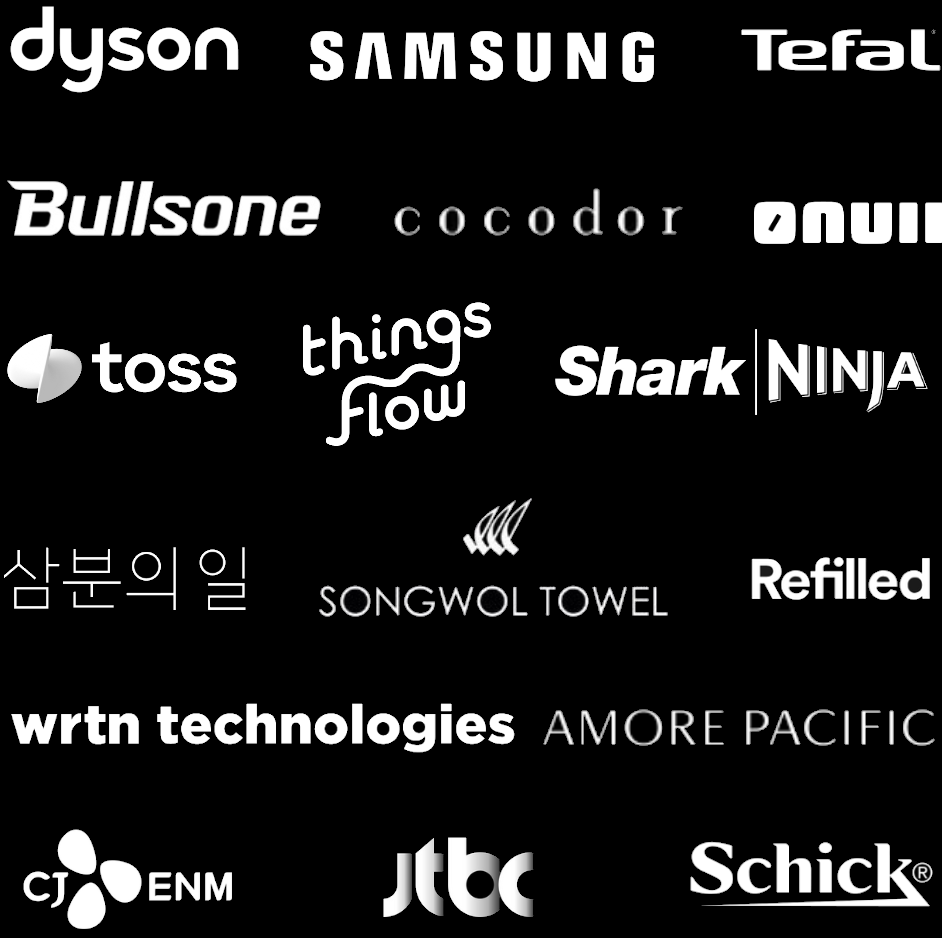 dyson SAMSUNG Tefal
Bullsone cocodor onuii
toss things flow Shark NINJA
삼분의 일 SONGWOL TOWEL Refilled
wrtn technologies AMORE PACIFIC
CJ ENM jtbc Schick®